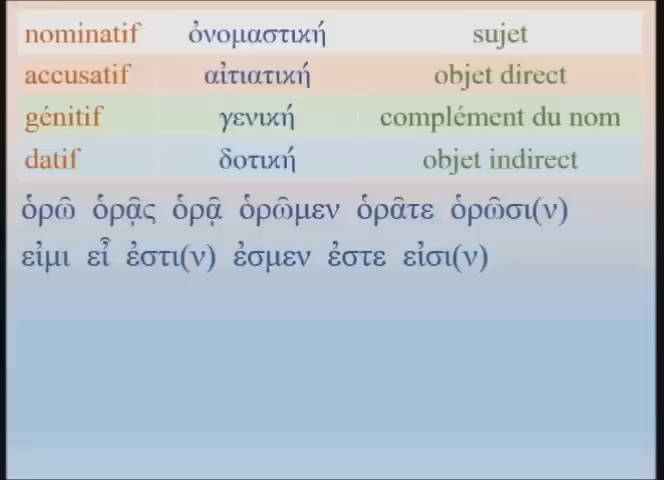 nominatif ὀνομαστική sujet
accusatif αἰτιατική objet direct
génitif γενική complément du nom
datif δοτική objet indirect
ὁρῶ ὁρᾷς ὁρᾷ ὁρῶμεν ὁρᾶτε ὁρῶσι(ν)
εἰμι εἶ ἐστι(ν) ἐσμεν ἐστε εἰσι(ν)